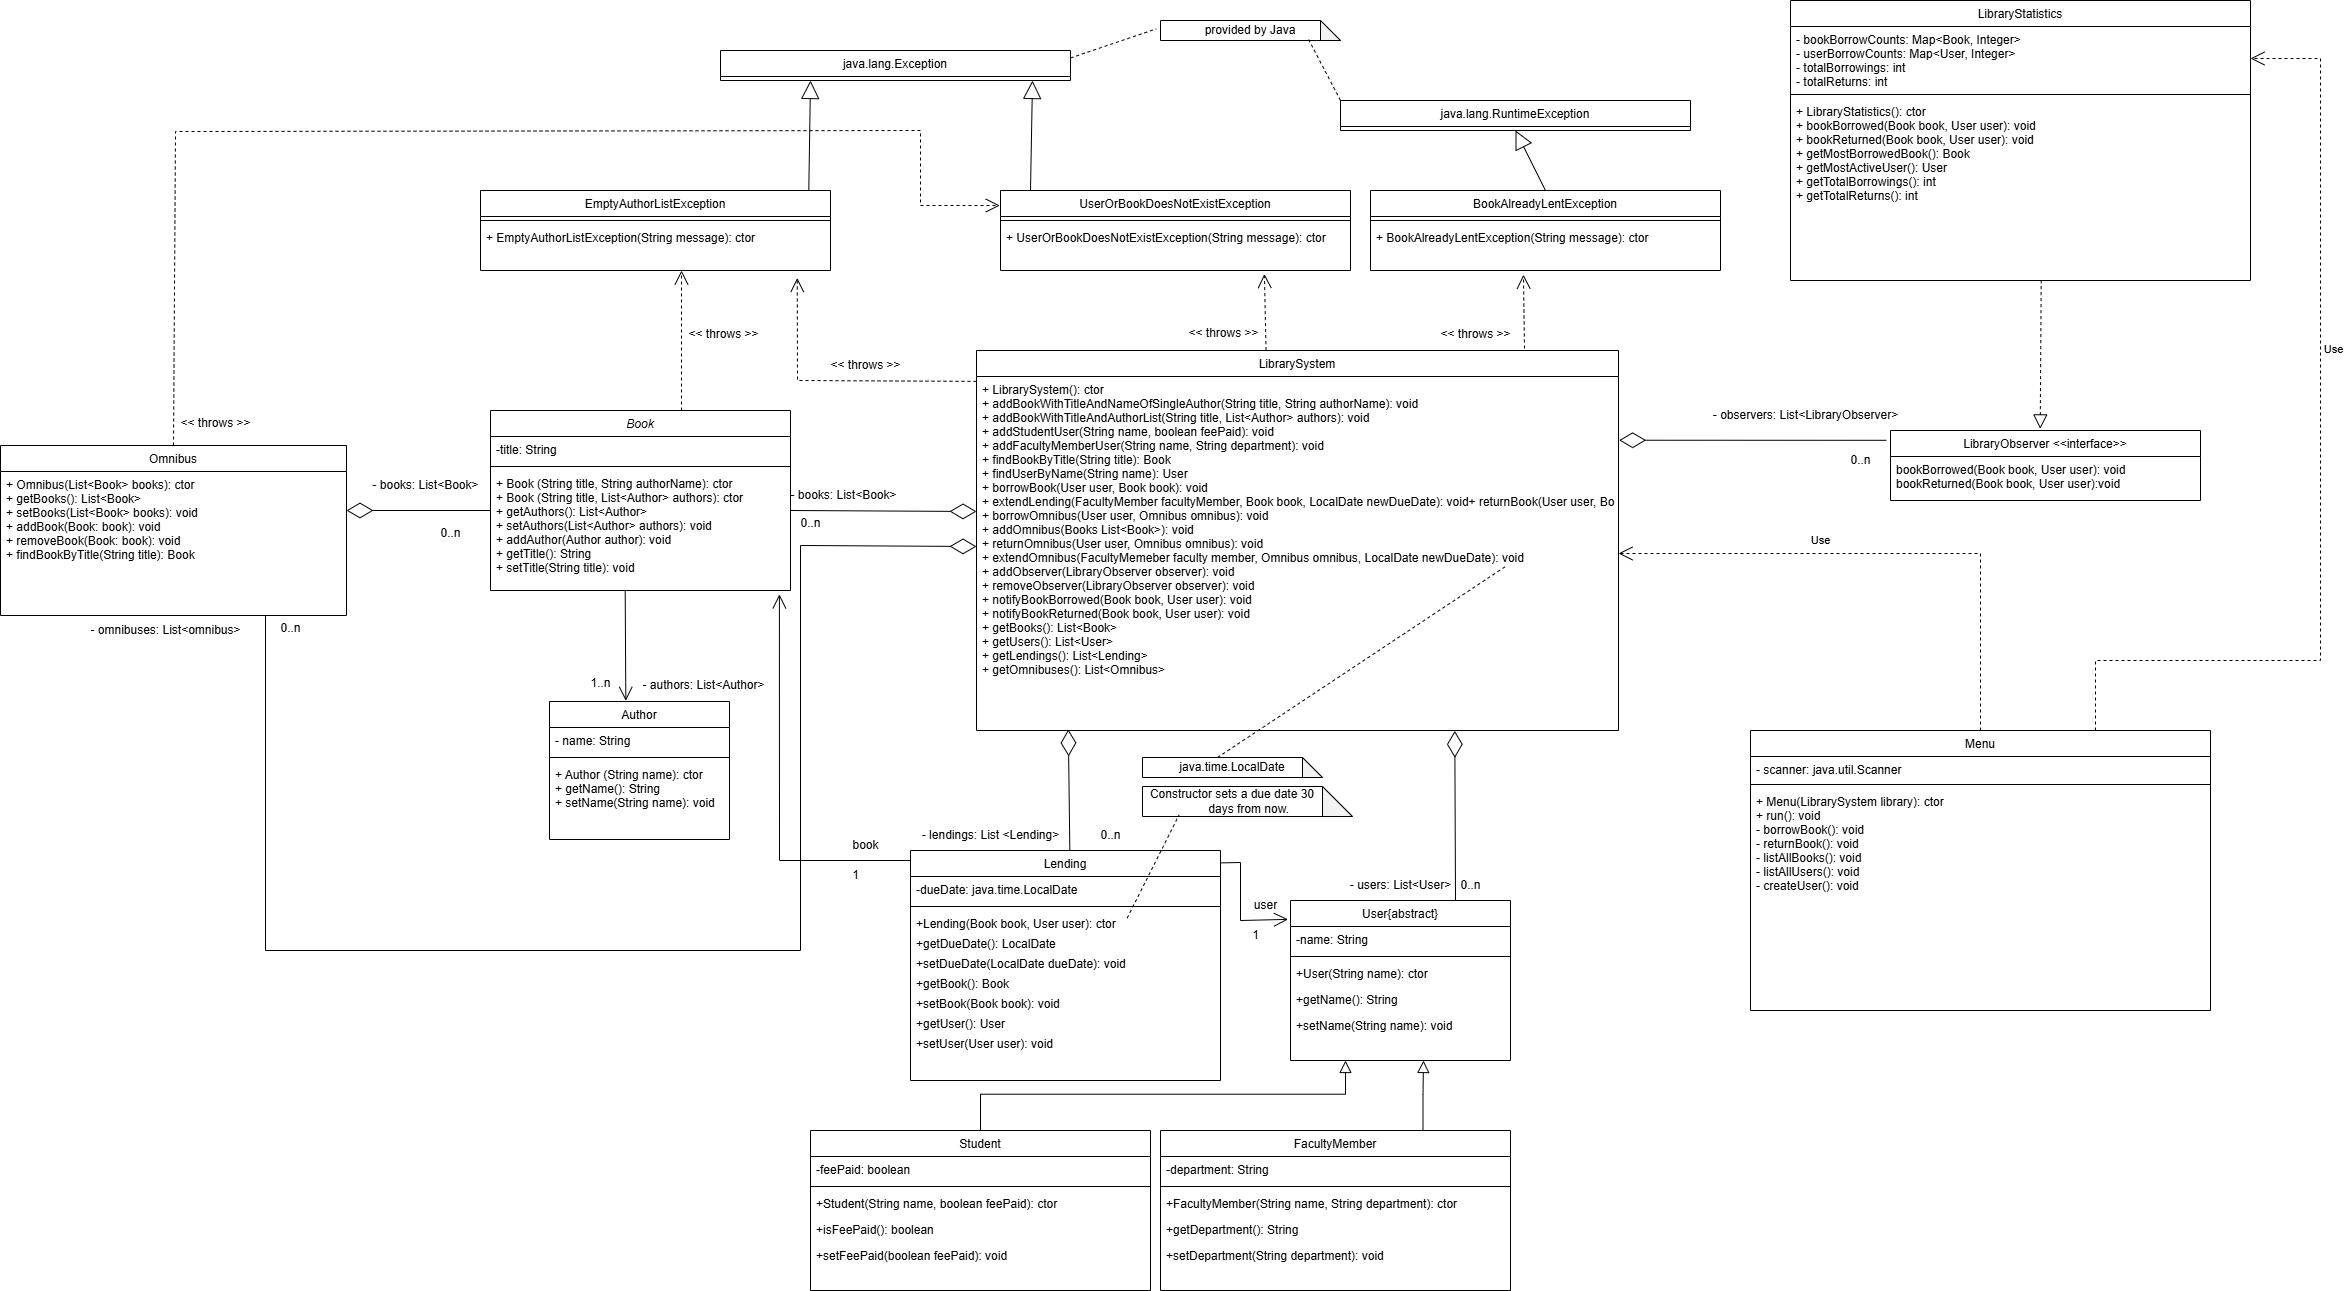 provided by Java
java.lang.Exception
java.lang.RuntimeException
LibraryStatistics
- bookBorrowCounts: Map<Book, Integer>
- userBorrowCounts: Map<User, Integer>
- totalBorrowings: int
- totalReturns: int
+ LibraryStatistics(): ctor
+ bookBorrowed(Book book, User user): void
+ bookReturned(Book book, User user): void
+ getMostBorrowedBook(): Book
+ getMostActiveUser(): User
+ getTotalBorrowings(): int
+ getTotalReturns(): int
EmptyAuthorListException
+ EmptyAuthorListException(String message): ctor
UserOrBookDoesNotExistException
+ UserOrBookDoesNotExistException(String message): ctor
BookAlreadyLentException
+ BookAlreadyLentException(String message): ctor
<< throws >>
<< throws >>
<< throws >>
<< throws >>
<< throws >>
Use
Omnibus
+ Omnibus(List<Book> books): ctor
+ getBooks(): List<Book>
+ setBooks(List<Book> books): void
+ addBook(Book: book): void
+ removeBook(Book: book): void
+ findBookByTitle(String title): Book
- books: List<Book>
0..n
- omnibuses: List<omnibus>
0..n
Book
-title: String
+ Book (String title, String authorName): ctor
+ Book (String title, List<Author> authors): ctor
+ getAuthors(): List<Author>
+ setAuthors(List<Author> authors): void
+ addAuthor(Author author): void
+ getTitle(): String
+ setTitle(String title): void
- books: List<Book>
0..n
LibrarySystem
+ LibrarySystem(): ctor
+ addBookWithTitleAndNameOfSingleAuthor(String title, String authorName): void
+ addBookWithTitleAndAuthorList(String title, List<Author> authors): void
+ addStudentUser(String name, boolean feePaid): void
+ addFacultyMemberUser(String name, String department): void
+ findBookByTitle(String title): Book
+ findUserByName(String name): User
+ borrowBook(User user, Book book): void
+ extendLending(FacultyMember facultyMember, Book book, LocalDate newDueDate): void+ returnBook(User user, Bo
+ borrowOmnibus(User user, Omnibus omnibus): void
+ addOmnibus(Books List<Book>): void
+ returnOmnibus(User user, Omnibus omnibus): void
+ extendOmnibus(FacultyMemeber faculty member, Omnibus omnibus, LocalDate newDueDate): void
+ addObserver(LibraryObserver observer): void
+ removeObserver(LibraryObserver observer): void
+ notifyBookBorrowed(Book book, User user): void
+ notifyBookReturned(Book book, User user): void
+ getBooks(): List<Book>
+ getUsers(): List<User>
+ getLendings(): List<Lending>
+ getOmnibuses(): List<Omnibus>
- observers: List<LibraryObserver>
0..n
LibraryObserver <<interface>>
bookBorrowed(Book book, User user): void
bookReturned(Book book, User user):void
Use
1..n
- authors: List<Author>
Author
- name: String
+ Author (String name): ctor
+ getName(): String
+ setName(String name): void
java.time.LocalDate
Constructor sets a due date 30
days from now.
Menu
- scanner: java.util.Scanner
+ Menu(LibrarySystem library): ctor
+ run(): void
- borrowBook(): void
- returnBook(): void
- listAllBooks(): void
- listAllUsers(): void
- createUser(): void
- lendings: List <Lending>
0..n
book
1
Lending
-dueDate: java.time.LocalDate
+Lending(Book book, User user): ctor
+getDueDate(): LocalDate
+setDueDate(LocalDate dueDate): void
+getBook(): Book
+setBook(Book book): void
+getUser(): User
+setUser(User user): void
user
1
- users: List<User>
0..n
User{abstract}
-name: String
+User(String name): ctor
+getName(): String
+setName(String name): void
Student
-feePaid: boolean
+Student(String name, boolean feePaid): ctor
+isFeePaid(): boolean
+setFeePaid(boolean feePaid): void
FacultyMember
-department: String
+FacultyMember(String name, String department): ctor
+getDepartment(): String
+setDepartment(String department): void